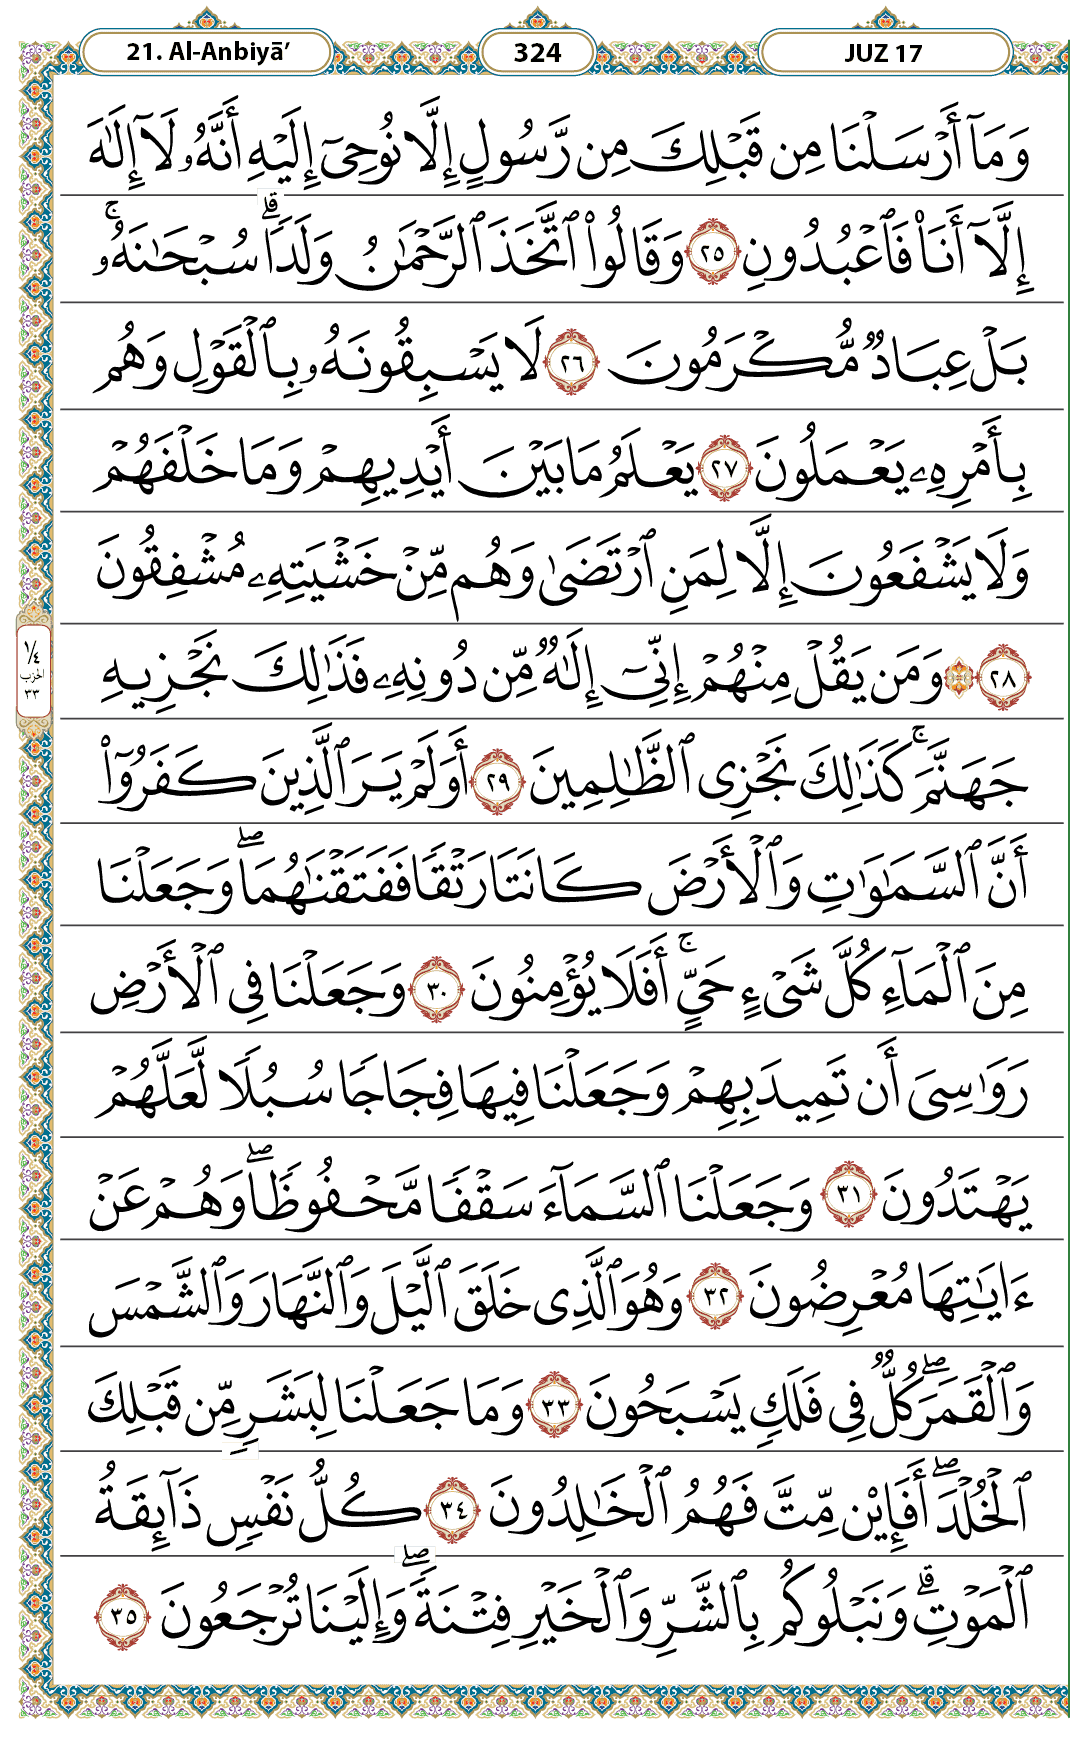 21. Al-Anbiyā’
324
JUZ 17
وَمَآ أَرْسَلْنَا مِن قَبْلِكَ مِن رَّسُولٍ إِلَّا نُوحِىٓ إِلَيْهِ أَنَّهُۥ لَآ إِلَٰهَ
إِلَّآ أَنَا۠ فَٱعْبُدُونِ ٢٥ وَقَالُوا۟ ٱتَّخَذَ ٱلرَّحْمَٰنُ وَلَدًا ۗ سُبْحَٰنَهُۥ ۚ
بَلْ عِبَادٌ مُّكْرَمُونَ ٢٦ لَا يَسْبِقُونَهُۥ بِٱلْقَوْلِ وَهُم
بِأَمْرِهِۦ يَعْمَلُونَ ٢٧ يَعْلَمُ مَا بَيْنَ أَيْدِيهِمْ وَمَا خَلْفَهُمْ
وَلَا يَشْفَعُونَ إِلَّا لِمَنِ ٱرْتَضَىٰ وَهُم مِّنْ خَشْيَتِهِۦ مُشْفِقُونَ
٢٨ ۞ وَمَن يَقُلْ مِنْهُمْ إِنِّىٓ إِلَٰهٌ مِّن دُونِهِۦ فَذَٰلِكَ نَجْزِيهِ
جَهَنَّمَ ۚ كَذَٰلِكَ نَجْزِى ٱلظَّٰلِمِينَ ٢٩ أَوَلَمْ يَرَ ٱلَّذِينَ كَفَرُوٓا۟
أَنَّ ٱلسَّمَٰوَٰتِ وَٱلْأَرْضَ كَانَتَا رَتْقًا فَفَتَقْنَٰهُمَا ۖ وَجَعَلْنَا
مِنَ ٱلْمَآءِ كُلَّ شَىْءٍ حَىٍّ ۚ أَفَلَا يُؤْمِنُونَ ٣٠ وَجَعَلْنَا فِى ٱلْأَرْضِ
رَوَٰسِىَ أَن تَمِيدَ بِهِمْ وَجَعَلْنَا فِيهَا فِجَاجًا سُبُلًا لَّعَلَّهُمْ
يَهْتَدُونَ ٣١ وَجَعَلْنَا ٱلسَّمَآءَ سَقْفًا مَّحْفُوظًا ۖ وَهُمْ عَنْ
ءَايَٰتِهَا مُعْرِضُونَ ٣٢ وَهُوَ ٱلَّذِى خَلَقَ ٱلَّيْلَ وَٱلنَّهَارَ وَٱلشَّمْسَ
وَٱلْقَمَرَ ۖ كُلٌّ فِى فَلَكٍ يَسْبَحُونَ ٣٣ وَمَا جَعَلْنَا لِبَشَرٍ مِّن قَبْلِكَ
ٱلْخُلْدَ ۖ أَفَإِي۟ن مِّتَّ فَهُمُ ٱلْخَٰلِدُونَ ٣٤ كُلُّ نَفْسٍ ذَآئِقَةُ
ٱلْمَوْتِ ۗ وَنَبْلُوكُم بِٱلشَّرِّ وَٱلْخَيْرِ فِتْنَةً ۖ وَإِلَيْنَا تُرْجَعُونَ ٣٥
١/٤
الحزب
٣٣